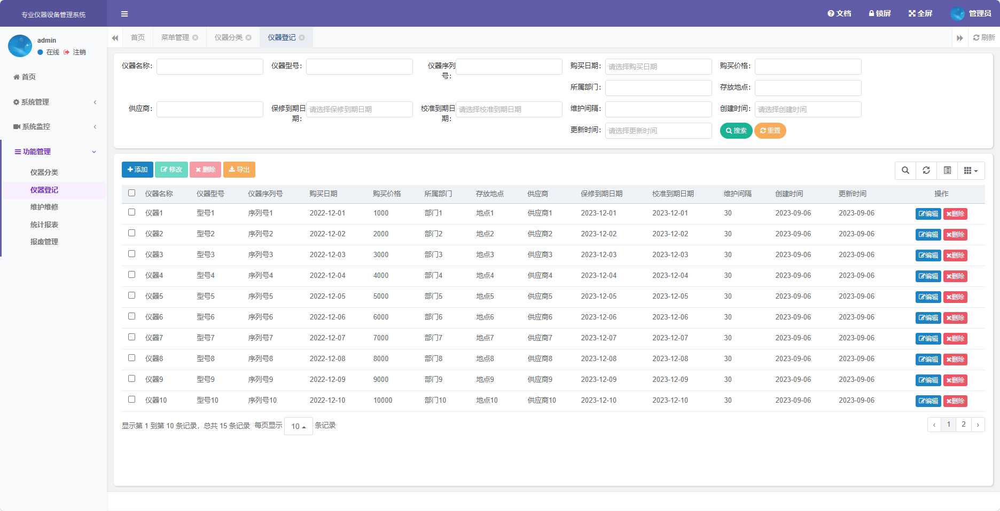 专业仪器设备管理系统
文档 锁屏 全屏 管理员
admin
在线 注销
首页 菜单管理 仪器分类 仪器登记 刷新
首页
系统管理
系统监控
功能管理
仪器分类
仪器登记
维护维修
统计报表
报废管理
仪器名称： 仪器型号： 仪器序列号： 购买日期： 请选择购买日期 购买价格：
所属部门： 存放地点：
供应商： 保修到期日期： 请选择保修到期日期 校准到期日期： 请选择校准到期日期 维护间隔： 创建时间： 请选择创建时间
更新时间： 请选择更新时间 搜索 重置
添加 修改 删除 导出
仪器名称 仪器型号 仪器序列号 购买日期 购买价格 所属部门 存放地点 供应商 保修到期日期 校准到期日期 维护间隔 创建时间 更新时间 操作
仪器1 型号1 序列号1 2022-12-01 1000 部门1 地点1 供应商1 2023-12-01 2023-12-01 30 2023-09-06 2023-09-06 编辑 删除
仪器2 型号2 序列号2 2022-12-02 2000 部门2 地点2 供应商2 2023-12-02 2023-12-02 30 2023-09-06 2023-09-06 编辑 删除
仪器3 型号3 序列号3 2022-12-03 3000 部门3 地点3 供应商3 2023-12-03 2023-12-03 30 2023-09-06 2023-09-06 编辑 删除
仪器4 型号4 序列号4 2022-12-04 4000 部门4 地点4 供应商4 2023-12-04 2023-12-04 30 2023-09-06 2023-09-06 编辑 删除
仪器5 型号5 序列号5 2022-12-05 5000 部门5 地点5 供应商5 2023-12-05 2023-12-05 30 2023-09-06 2023-09-06 编辑 删除
仪器6 型号6 序列号6 2022-12-06 6000 部门6 地点6 供应商6 2023-12-06 2023-12-06 30 2023-09-06 2023-09-06 编辑 删除
仪器7 型号7 序列号7 2022-12-07 7000 部门7 地点7 供应商7 2023-12-07 2023-12-07 30 2023-09-06 2023-09-06 编辑 删除
仪器8 型号8 序列号8 2022-12-08 8000 部门8 地点8 供应商8 2023-12-08 2023-12-08 30 2023-09-06 2023-09-06 编辑 删除
仪器9 型号9 序列号9 2022-12-09 9000 部门9 地点9 供应商9 2023-12-09 2023-12-09 30 2023-09-06 2023-09-06 编辑 删除
仪器10 型号10 序列号10 2022-12-10 10000 部门10 地点10 供应商10 2023-12-10 2023-12-10 30 2023-09-06 2023-09-06 编辑 删除
显示第 1 到第 10 条记录，总共 15 条记录 每页显示 10 条记录 ‹ 1 2 ›